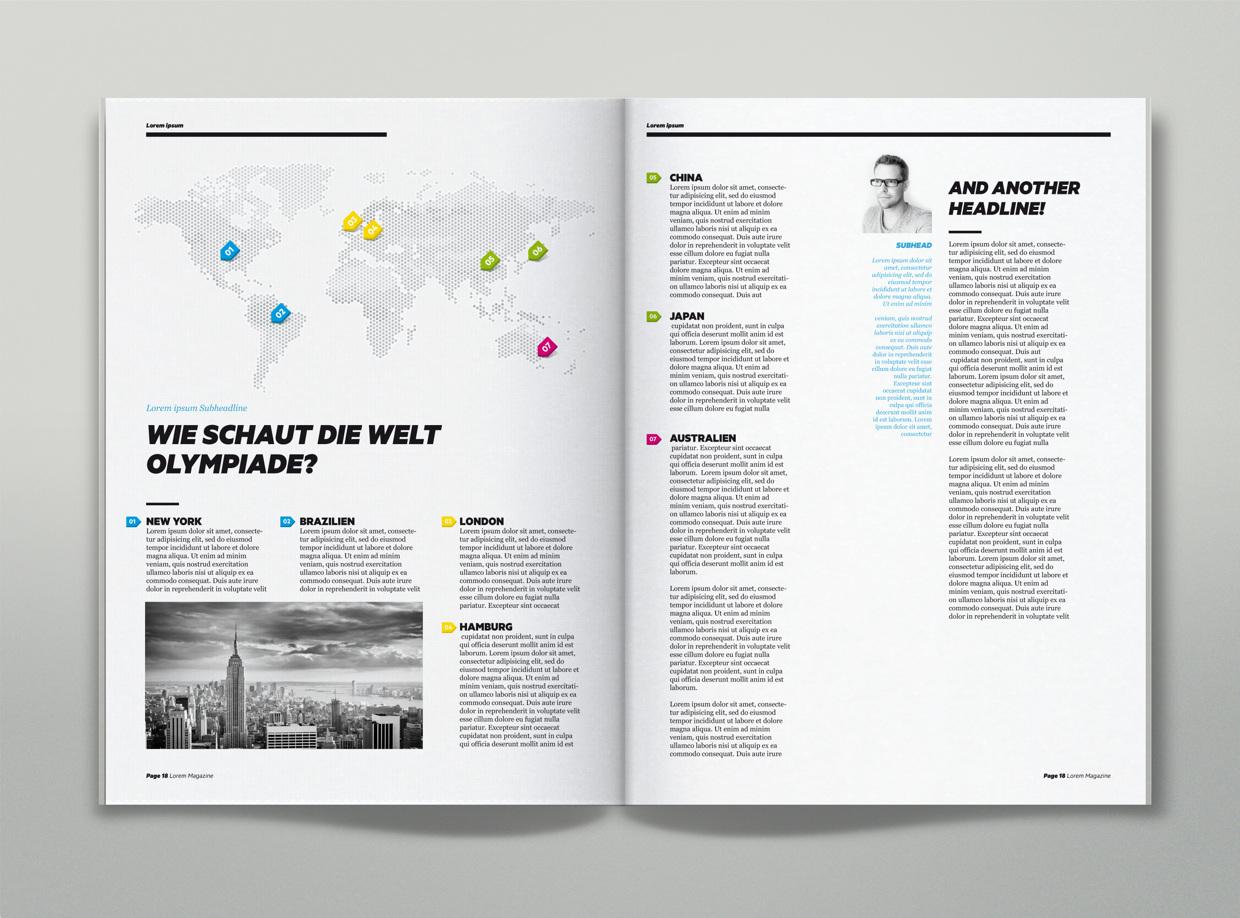 Lorem ipsum
01
02
03
04
05
06
07
Lorem ipsum Subheadline
WIE SCHAUT DIE WELT
OLYMPIADE?
01 NEW YORK
Lorem ipsum dolor sit amet, consecte-
tur adipisicing elit, sed do eiusmod
tempor incididunt ut labore et dolore
magna aliqua. Ut enim ad minim
veniam, quis nostrud exercitation
ullamco laboris nisi ut aliquip ex ea
commodo consequat. Duis aute irure
dolor in reprehenderit in voluptate velit
02 BRAZILIEN
Lorem ipsum dolor sit amet, consecte-
tur adipisicing elit, sed do eiusmod
tempor incididunt ut labore et dolore
magna aliqua. Ut enim ad minim
veniam, quis nostrud exercitation
ullamco laboris nisi ut aliquip ex ea
commodo consequat. Duis aute irure
dolor in reprehenderit in voluptate velit
03 LONDON
Lorem ipsum dolor sit amet, consecte-
tur adipisicing elit, sed do eiusmod
tempor incididunt ut labore et dolore
magna aliqua. Ut enim ad minim
veniam, quis nostrud exercitation
ullamco laboris nisi ut aliquip ex ea
commodo consequat. Duis aute irure
dolor in reprehenderit in voluptate velit
esse cillum dolore eu fugiat nulla
pariatur. Excepteur sint occaecat
04 HAMBURG
cupidatat non proident, sunt in culpa
qui officia deserunt mollit anim id est
laborum. Lorem ipsum dolor sit amet,
consectetur adipisicing elit, sed do
eiusmod tempor incididunt ut labore et
dolore magna aliqua. Ut enim ad
minim veniam, quis nostrud exercitati-
on ullamco laboris nisi ut aliquip ex ea
commodo consequat. Duis aute irure
dolor in reprehenderit in voluptate velit
esse cillum dolore eu fugiat nulla
pariatur. Excepteur sint occaecat
cupidatat non proident, sunt in culpa
qui officia deserunt mollit anim id est
Page 18 Lorem Magazine
Lorem ipsum
05 CHINA
Lorem ipsum dolor sit amet, consecte-
tur adipisicing elit, sed do eiusmod
tempor incididunt ut labore et dolore
magna aliqua. Ut enim ad minim
veniam, quis nostrud exercitation
ullamco laboris nisi ut aliquip ex ea
commodo consequat. Duis aute irure
dolor in reprehenderit in voluptate velit
esse cillum dolore eu fugiat nulla
pariatur. Excepteur sint occaecat
dolore magna aliqua. Ut enim ad
minim veniam, quis nostrud exercitati-
on ullamco laboris nisi ut aliquip ex ea
commodo consequat. Duis aut
06 JAPAN
cupidatat non proident, sunt in culpa
qui officia deserunt mollit anim id est
laborum. Lorem ipsum dolor sit amet,
consectetur adipisicing elit, sed do
eiusmod tempor incididunt ut labore et
dolore magna aliqua. Ut enim ad
minim veniam, quis nostrud exercitati-
on ullamco laboris nisi ut aliquip ex ea
commodo consequat. Duis aute irure
dolor in reprehenderit in voluptate velit
esse cillum dolore eu fugiat nulla
07 AUSTRALIEN
pariatur. Excepteur sint occaecat
cupidatat non proident, sunt in culpa
qui officia deserunt mollit anim id est
laborum. Lorem ipsum dolor sit amet,
consectetur adipisicing elit, sed do
eiusmod tempor incididunt ut labore et
dolore magna aliqua. Ut enim ad
minim veniam, quis nostrud exercitati-
on ullamco laboris nisi ut aliquip ex ea
commodo consequat. Duis aute irure
dolor in reprehenderit in voluptate velit
esse cillum dolore eu fugiat nulla
pariatur. Excepteur sint occaecat
cupidatat non proident, sunt in culpa
qui officia deserunt mollit anim id est
laborum.
Lorem ipsum dolor sit amet, consecte-
tur adipisicing elit, sed do eiusmod
tempor incididunt ut labore et dolore
magna aliqua. Ut enim ad minim
veniam, quis nostrud exercitation
ullamco laboris nisi ut aliquip ex ea
commodo consequat. Duis aute irure
dolor in reprehenderit in voluptate velit
esse cillum dolore eu fugiat nulla
pariatur. Excepteur sint occaecat
cupidatat non proident, sunt in culpa
qui officia deserunt mollit anim id est
laborum.
Lorem ipsum dolor sit amet, consecte-
tur adipisicing elit, sed do eiusmod
tempor incididunt ut labore et dolore
magna aliqua. Ut enim ad minim
veniam, quis nostrud exercitation
ullamco laboris nisi ut aliquip ex ea
commodo consequat. Duis aute irure
SUBHEAD
Lorem ipsum dolor sit
amet, consectetur
adipisicing elit, sed do
eiusmod tempor
incididunt ut labore et
dolore magna aliqua.
Ut enim ad minim
veniam, quis nostrud
exercitation ullamco
laboris nisi ut aliquip
ex ea commodo
consequat. Duis aute
dolor in reprehenderit
in voluptate velit esse
cillum dolore eu fugiat
nulla pariatur.
Excepteur sint
occaecat cupidatat
non proident, sunt in
culpa qui officia
deserunt mollit anim
id est laborum. Lorem
ipsum dolor sit amet,
consectetur
AND ANOTHER
HEADLINE!
Lorem ipsum dolor sit amet, consecte-
tur adipisicing elit, sed do eiusmod
tempor incididunt ut labore et dolore
magna aliqua. Ut enim ad minim
veniam, quis nostrud exercitation
ullamco laboris nisi ut aliquip ex ea
commodo consequat. Duis aute irure
dolor in reprehenderit in voluptate velit
esse cillum dolore eu fugiat nulla
pariatur. Excepteur sint occaecat
dolore magna aliqua. Ut enim ad
minim veniam, quis nostrud exercitati-
on ullamco laboris nisi ut aliquip ex ea
commodo consequat. Duis aut
cupidatat non proident, sunt in culpa
qui officia deserunt mollit anim id est
laborum. Lorem ipsum dolor sit amet,
consectetur adipisicing elit, sed do
eiusmod tempor incididunt ut labore et
dolore magna aliqua. Ut enim ad
minim veniam, quis nostrud exercitati-
on ullamco laboris nisi ut aliquip ex ea
commodo consequat. Duis aute irure
dolor in reprehenderit in voluptate velit
esse cillum dolore eu fugiat nulla
Lorem ipsum dolor sit amet, consecte-
tur adipisicing elit, sed do eiusmod
tempor incididunt ut labore et dolore
magna aliqua. Ut enim ad minim
veniam, quis nostrud exercitation
ullamco laboris nisi ut aliquip ex ea
commodo consequat. Duis aute irure
dolor in reprehenderit in voluptate velit
esse cillum dolore eu fugiat nulla
pariatur. Excepteur sint occaecat
cupidatat non proident, sunt in culpa
qui officia deserunt mollit anim id est
laborum. Lorem ipsum dolor sit amet,
consectetur adipisicing elit, sed do
eiusmod tempor incididunt ut labore et
dolore magna aliqua. Ut enim ad
minim veniam, quis nostrud exercitati-
on ullamco laboris nisi ut aliquip ex ea
commodo consequat. Duis aute irure
dolor in reprehenderit in voluptate velit
Page 18 Lorem Magazine